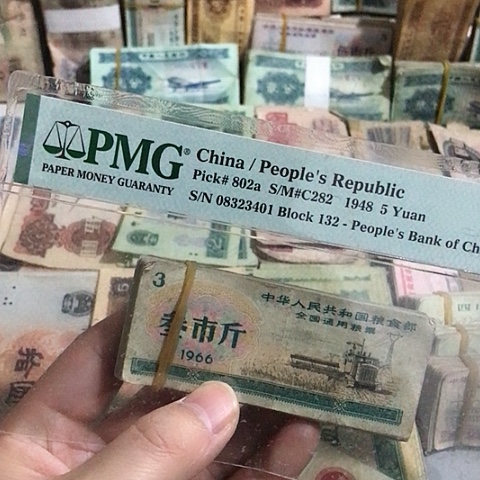 PMG®
PAPER MONEY GUARANTY
China / People's Republic
Pick# 802a S/M#C282 1948 5 Yuan
S/N 08323401 Block 132 - People's Bank of Ch
3
中华人民共和国粮食部
全国通用粮票
叁市斤
1966